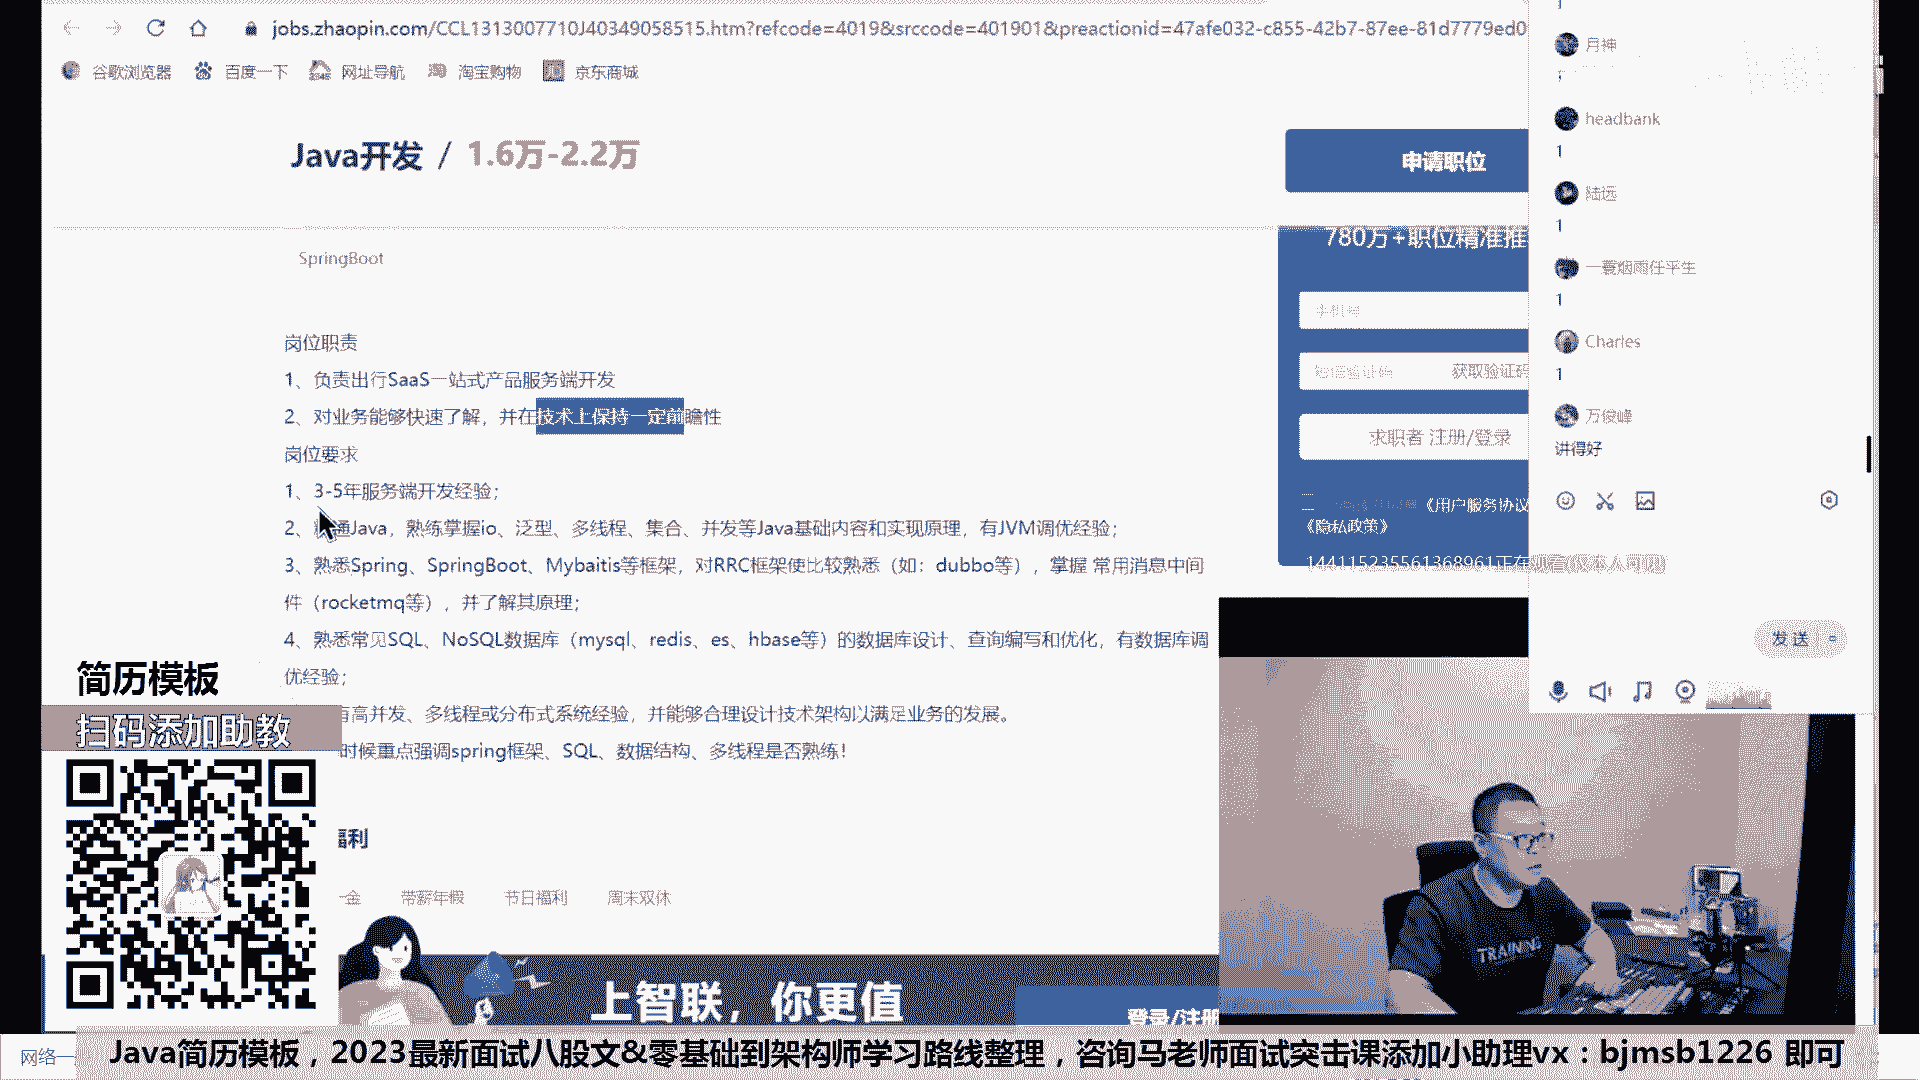 jobs.zhaopin.com/CCL1313007710J40349058515.htm?refcode=4019&srccode=401901&preactionid=47afe032-c855-42b7-87ee-81d7779ed0
谷歌浏览器 百度一下 网址导航 淘宝购物 京东商城
Java开发 / 1.6万-2.2万
申请职位
SpringBoot
岗位职责
1、负责出行SaaS一站式产品服务端开发
2、对业务能够快速了解，并在技术上保持一定前瞻性
岗位要求
1、3-5年服务端开发经验；
2、通Java，熟练掌握io、泛型、多线程、集合、并发等Java基础内容和实现原理，有JVM调优经验；
3、熟悉Spring、SpringBoot、Mybaitis等框架，对RRC框架使比较熟悉（如：dubbo等），掌握 常用消息中间
件（rocketmq等），并了解其原理；
4、熟悉常见SQL、NoSQL数据库（mysql、redis、es、hbase等）的数据库设计、查询编写和优化，有数据库调
优经验；
有高并发、多线程或分布式系统经验，并能够合理设计技术架构以满足业务的发展。
时候重点强调spring框架、SQL、数据结构、多线程是否熟练！
福利
一金 带薪年假 节日福利 周末双休
上智联，你更值
登录/注册
780万+职位精准推
手机号
短信验证码 获取验证码
求职者 注册/登录
《用户服务协议
《隐私政策》
144115235561368961正在观看(仅本人可见)
1
月神
1
headbank
1
陆远
1
一蓑烟雨任平生
1
Charles
1
万俊峰
讲得好
发送
TRAINING
简历模板
扫码添加助教
网络一
Java简历模板，2023最新面试八股文&零基础到架构师学习路线整理，咨询马老师面试突击课添加小助理vx：bjmsb1226 即可